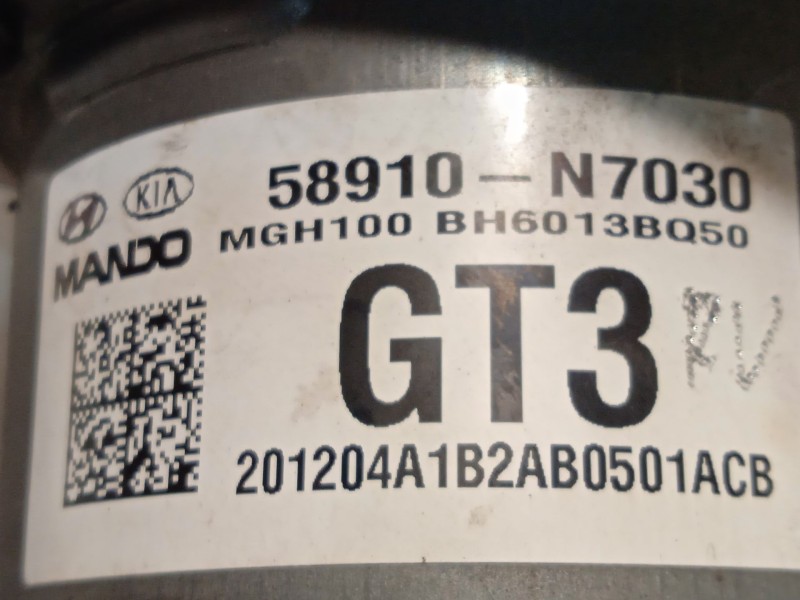 KIA
58910-N7030
MANDO
MGH100 BH6013BQ50
GT3
201204A1B2AB0501ACB